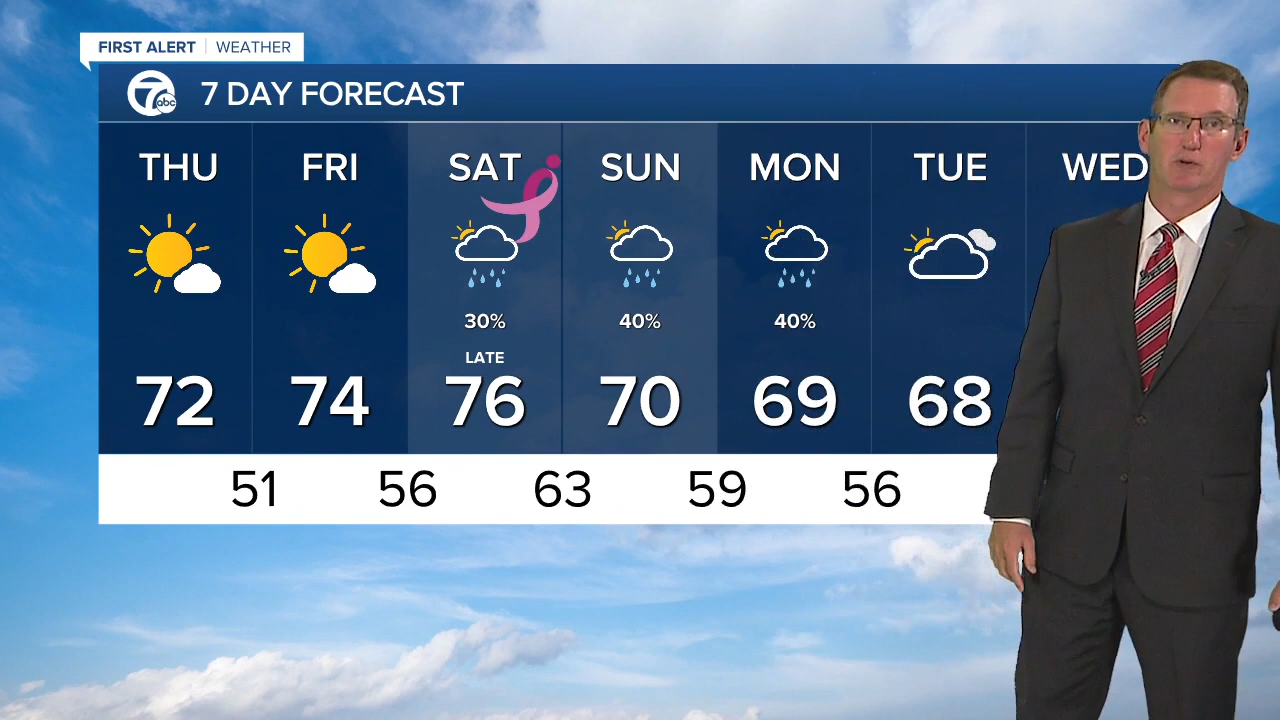 FIRST ALERT | WEATHER
7 abc 7 DAY FORECAST
THU FRI SAT SUN MON TUE WED
30% 40% 40%
LATE
72 74 76 70 69 68
51 56 63 59 56